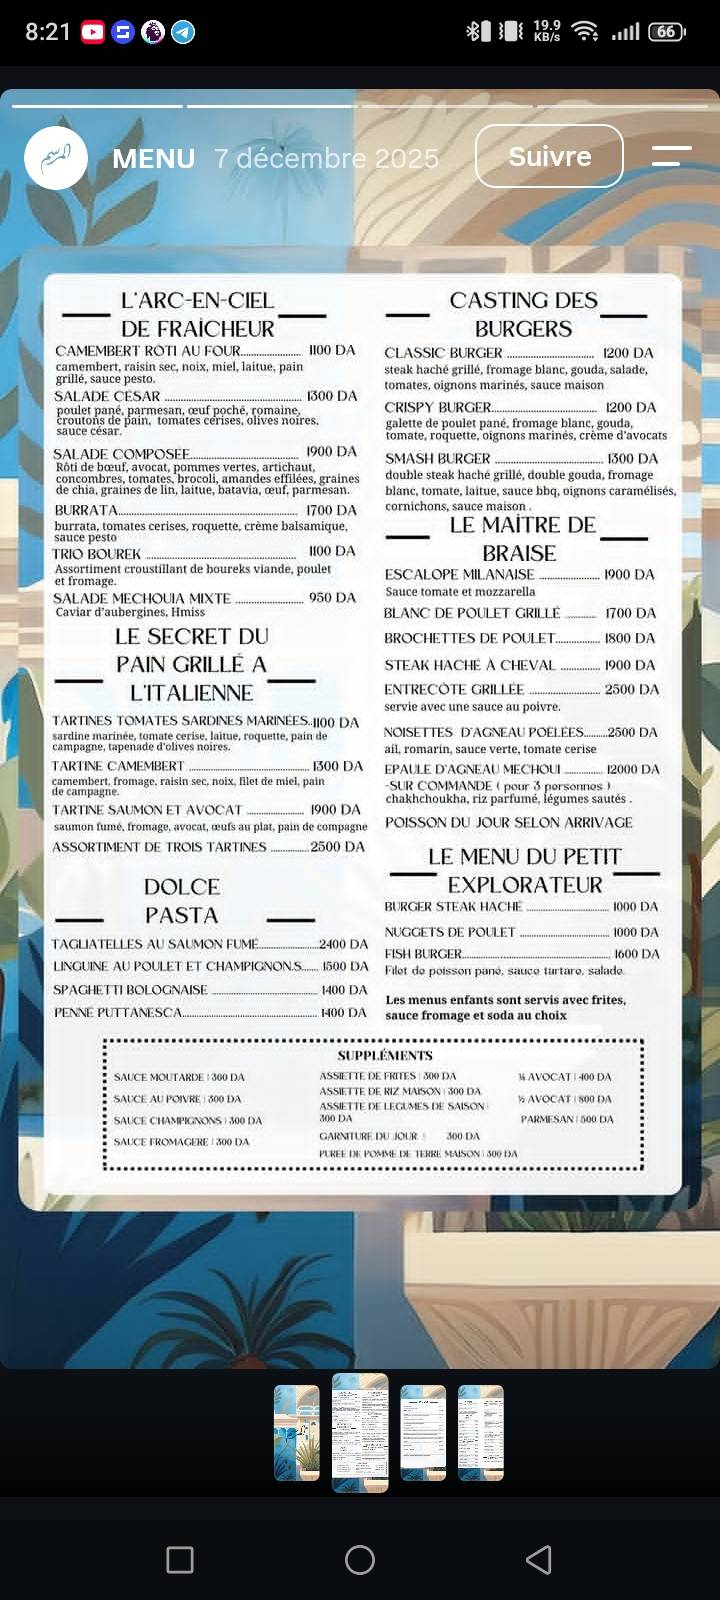 8:21
19.9
KB/s
66
المرسم
MENU 7 décembre 2025
Suivre
L'ARC-EN-CIEL
DE FRAÎCHEUR
CAMEMBERT RÔTI AU FOUR.................... 1100 DA
camembert, raisin sec, noix, miel, laitue, pain
grillé, sauce pesto.
SALADE CÉSAR .......................................... 1300 DA
poulet pané, parmesan, œuf poché, romaine,
croutons de pain, tomates cerises, olives noires,
sauce césar.
SALADE COMPOSÉE.................................. 1900 DA
Rôti de bœuf, avocat, pommes vertes, artichaut,
concombres, tomates, brocoli, amandes effilées, graines
de chia, graines de lin, laitue, batavia, œuf, parmesan.
BURRATA..................................................... 1700 DA
burrata, tomates cerises, roquette, crème balsamique,
sauce pesto
TRIO BOUREK .............................................. 1100 DA
Assortiment croustillant de boureks viande, poulet
et fromage.
SALADE MECHOUIA MIXTE ....................... 950 DA
Caviar d'aubergines, Hmiss
LE SECRET DU
PAIN GRILLÉ A
L'ITALIENNE
TARTINES TOMATES SARDINES MARINÉES..1100 DA
sardine marinée, tomate cerise, laitue, roquette, pain de
campagne, tapenade d'olives noires.
TARTINE CAMEMBERT .............................. 1300 DA
camembert, fromage, raisin sec, noix, filet de miel, pain
de campagne.
TARTINE SAUMON ET AVOCAT ................. 1900 DA
saumon fumé, fromage, avocat, œufs au plat, pain de campagne
ASSORTIMENT DE TROIS TARTINES ............2500 DA
DOLCE
PASTA
TAGLIATELLES AU SAUMON FUMÉ..................2400 DA
LINGUINE AU POULET ET CHAMPIGNON.S...... 1500 DA
SPAGHETTI BOLOGNAISE ................................. 1400 DA
PENNE PUTTANESCA.......................................... 1400 DA
CASTING DES
BURGERS
CLASSIC BURGER ........................... 1200 DA
steak haché grillé, fromage blanc, gouda, salade,
tomates, oignons marinés, sauce maison
CRISPY BURGER................................ 1200 DA
galette de poulet pané, fromage blanc, gouda,
tomate, roquette, oignons marinés, crème d'avocats
SMASH BURGER ................................. 1300 DA
double steak haché grillé, double gouda, fromage
blanc, tomate, laitue, sauce bbq, oignons caramélisés,
cornichons, sauce maison .
LE MAÎTRE DE
BRAISE
ESCALOPE MILANAISE .................. 1900 DA
Sauce tomate et mozzarella
BLANC DE POULET GRILLÉ .......... 1700 DA
BROCHETTES DE POULET............. 1800 DA
STEAK HACHÉ À CHEVAL ............ 1900 DA
ENTRECÔTE GRILLÉE ..................... 2500 DA
servie avec une sauce au poivre.
NOISETTES D'AGNEAU POÊLÉES........2500 DA
ail, romarin, sauce verte, tomate cerise
EPAULE D'AGNEAU MECHOUI ............ 12000 DA
-SUR COMMANDE ( pour 3 personnes )
chakhchoukha, riz parfumé, légumes sautés .
POISSON DU JOUR SELON ARRIVAGE
LE MENU DU PETIT
EXPLORATEUR
BURGER STEAK HACHÉ ......................... 1000 DA
NUGGETS DE POULET ............................. 1000 DA
FISH BURGER............................................ 1600 DA
Filet de poisson pané, sauce tartare, salade.
Les menus enfants sont servis avec frites,
sauce fromage et soda au choix
SUPPLÉMENTS
SAUCE MOUTARDE | 300 DA
SAUCE AU POIVRE | 300 DA
SAUCE CHAMPIGNONS | 300 DA
SAUCE FROMAGÈRE | 300 DA
ASSIETTE DE FRITES | 300 DA
ASSIETTE DE RIZ MAISON | 300 DA
ASSIETTE DE LEGUMES DE SAISON |
300 DA
GARNITURE DU JOUR | 300 DA
PURÉE DE POMME DE TERRE MAISON | 300 DA
¼ AVOCAT | 400 DA
½ AVOCAT | 800 DA
PARMESAN | 500 DA